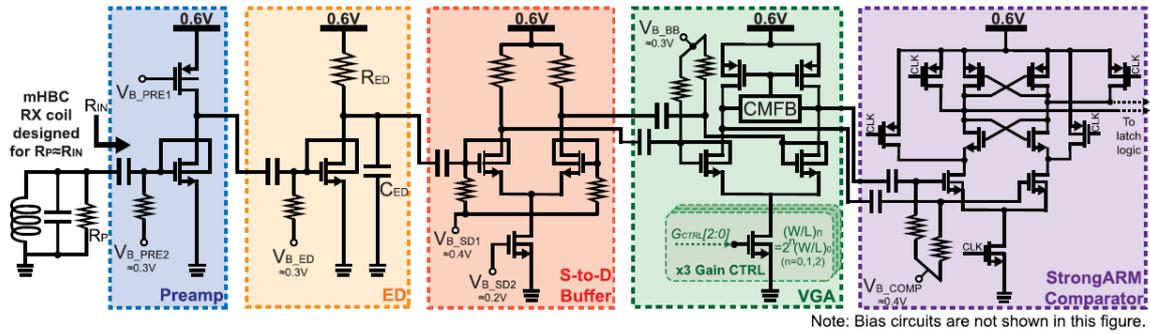 0.6V
0.6V
0.6V
0.6V
0.6V
mHBC
RX coil
designed
for RP≈RIN
RIN
RP
VB_PRE1
VB_PRE2
≈0.3V
Preamp
RED
CED
VB_ED
≈0.3V
ED
VB_SD1
≈0.4V
VB_SD2
≈0.2V
S-to-D
Buffer
VB_BB
≈0.3V
CMFB
GCTRL[2:0]
(W/L)n
=2^n(W/L)0
(n=0,1,2)
x3 Gain CTRL
VGA
CLK
CLK
CLK
CLK
CLK
To
latch
logic
VB_COMP
≈0.4V
StrongARM
Comparator
Note: Bias circuits are not shown in this figure.